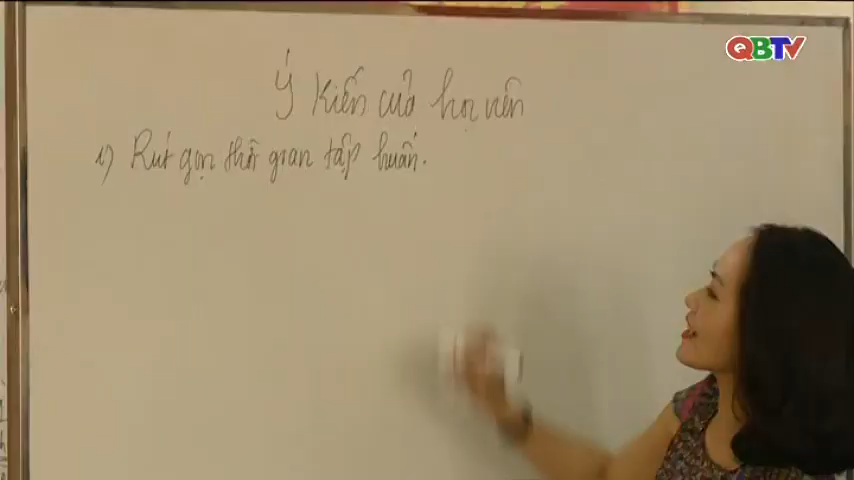 QBTV
Ý kiến của học viên
1) Rút gọn thời gian tập huấn.